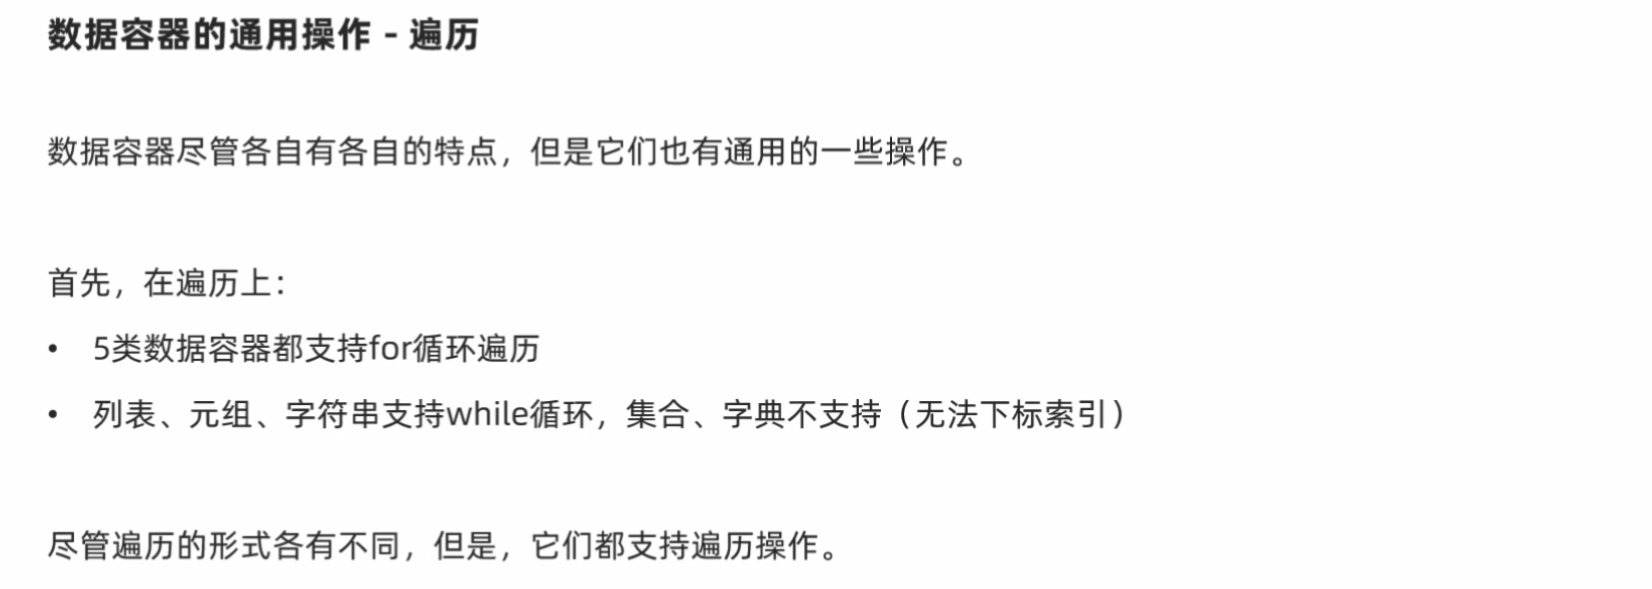 数据容器的通用操作 - 遍历
数据容器尽管各自有各自的特点，但是它们也有通用的一些操作。
首先，在遍历上：
• 5类数据容器都支持for循环遍历
• 列表、元组、字符串支持while循环，集合、字典不支持（无法下标索引）
尽管遍历的形式各有不同，但是，它们都支持遍历操作。